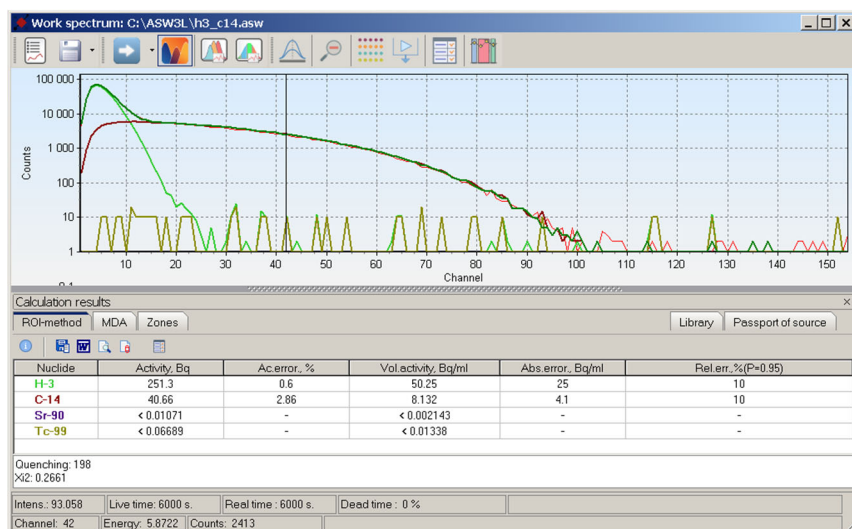 Work spectrum: C:\ASW3L\h3_c14.asw
100 000
10 000
1 000
100
10
1
0.1
Counts
10 20 30 40 50 60 70 80 90 100 110 120 130 140 150
Channel
Calculation results
ROI-method MDA Zones Library Passport of source
Nuclide Activity, Bq Ac.error., % Vol.activity, Bq/ml Abs.error., Bq/ml Rel.err.,%(P=0.95)
H-3 251.3 0.6 50.25 25 10
C-14 40.66 2.86 8.132 4.1 10
Sr-90 < 0.01071 - < 0.002143 - -
Tc-99 < 0.06689 - < 0.01338 - -
Quenching: 198
Xi2: 0.2661
Intens.: 93.058 Live time: 6000 s. Real time : 6000 s. Dead time : 0 %
Channel: 42 Energy: 5.8722 Counts: 2413